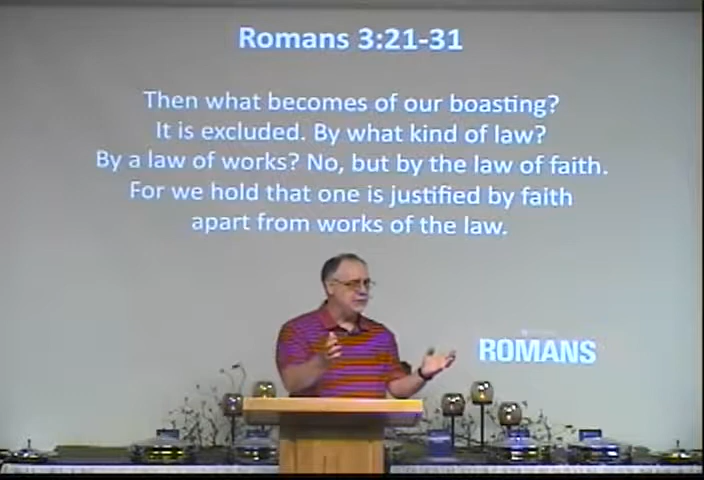 Romans 3:21-31
Then what becomes of our boasting?
It is excluded. By what kind of law?
By a law of works? No, but by the law of faith.
For we hold that one is justified by faith
apart from works of the law.
ROMANS